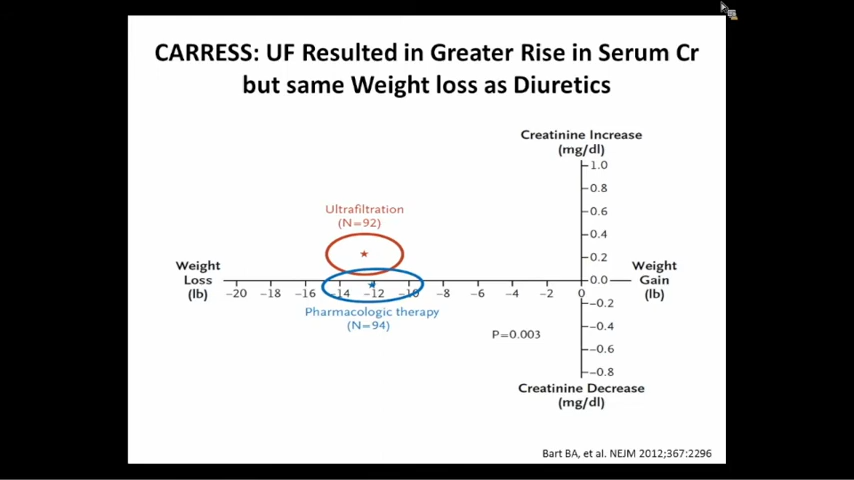 CARRESS: UF Resulted in Greater Rise in Serum Cr
but same Weight loss as Diuretics
Creatinine Increase
(mg/dl)
1.0
0.8
0.6
0.4
0.2
0.0
−0.2
−0.4
−0.6
−0.8
Ultrafiltration
(N=92)
Weight
Loss
(lb)
−20 −18 −16 −14 −12 −10 −8 −6 −4 −2 0
Weight
Gain
(lb)
Pharmacologic therapy
(N=94)
P=0.003
Creatinine Decrease
(mg/dl)
Bart BA, et al. NEJM 2012;367:2296